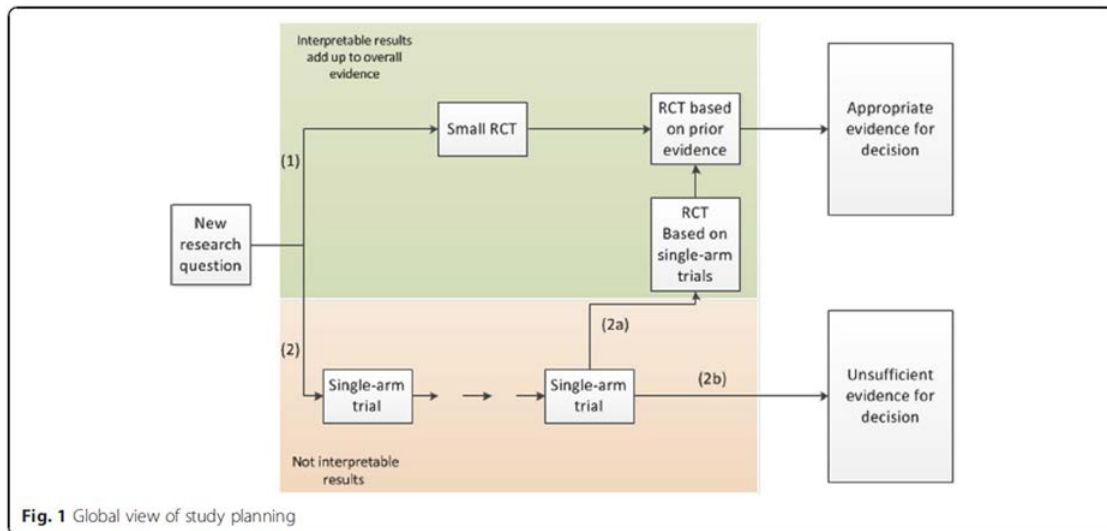 Interpretable results
add up to overall
evidence
Small RCT
RCT based
on prior
evidence
Appropriate
evidence for
decision
(1)
New
research
question
RCT
Based on
single-arm
trials
(2)
(2a)
Single-arm
trial
Single-arm
trial
(2b)
Unsufficient
evidence for
decision
Not interpretable
results
Fig. 1 Global view of study planning